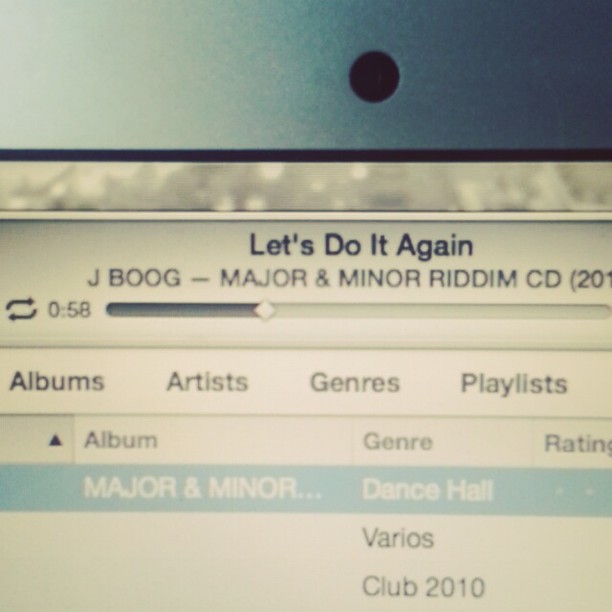 Let's Do It Again
J BOOG — MAJOR & MINOR RIDDIM CD (201
0:58
Albums Artists Genres Playlists
Album Genre Rating
MAJOR & MINOR... Dance Hall
Varios
Club 2010